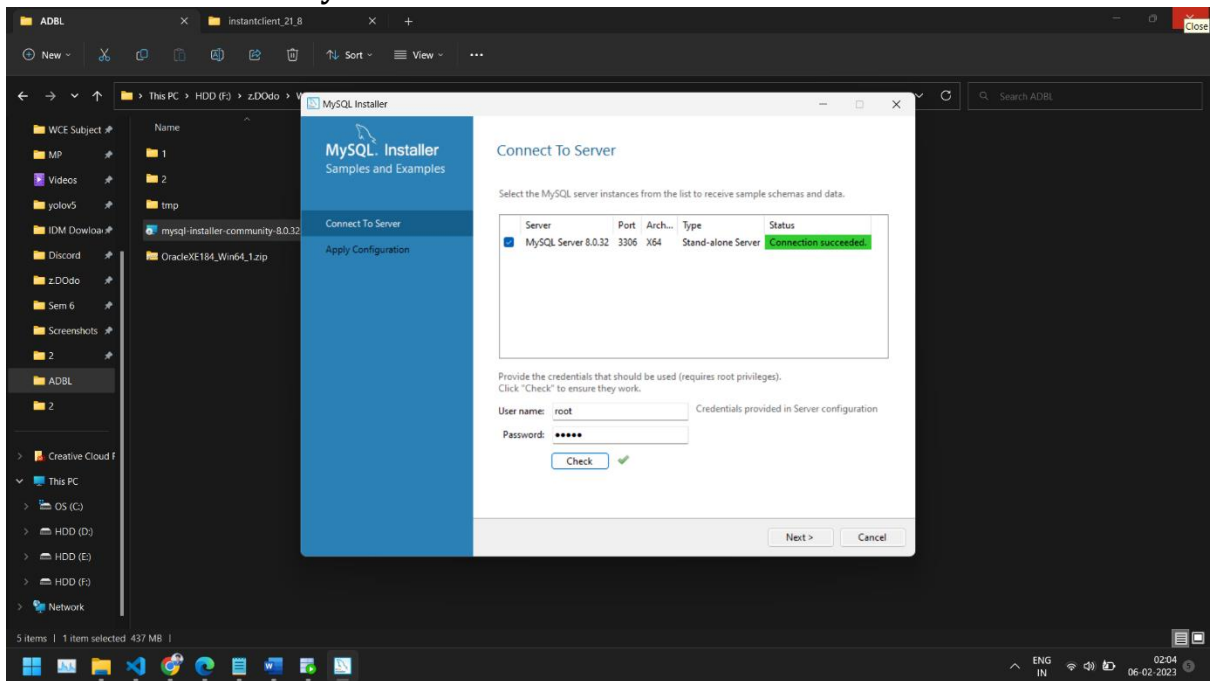 ADBL
instantclient_21_8
Close
New
Sort
View
This PC > HDD (F:) > z.DOdo > W
Search ADBL
WCE Subject
MP
Videos
yolov5
IDM Dowloa
Discord
z.DOdo
Sem 6
Screenshots
2
ADBL
2
Creative Cloud F
This PC
OS (C:)
HDD (D:)
HDD (E:)
HDD (F:)
Network
Name
1
2
tmp
mysql-installer-community-8.0.32
OracleXE184_Win64_1.zip
MySQL Installer
MySQL. Installer
Samples and Examples
Connect To Server
Apply Configuration
Connect To Server
Select the MySQL server instances from the list to receive sample schemas and data.
Server Port Arch... Type Status
MySQL Server 8.0.32 3306 X64 Stand-alone Server Connection succeeded.
Provide the credentials that should be used (requires root privileges).
Click "Check" to ensure they work.
User name: root Credentials provided in Server configuration
Password: •••••
Check
Next > Cancel
5 items | 1 item selected 437 MB |
ENG
IN
02:04
06-02-2023
5